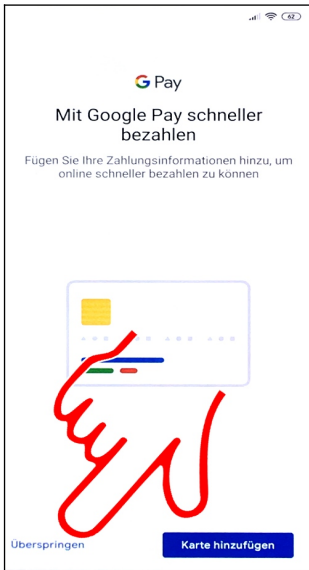 62
G Pay
Mit Google Pay schneller
bezahlen
Fügen Sie Ihre Zahlungsinformationen hinzu, um
online schneller bezahlen zu können
Überspringen
Karte hinzufügen